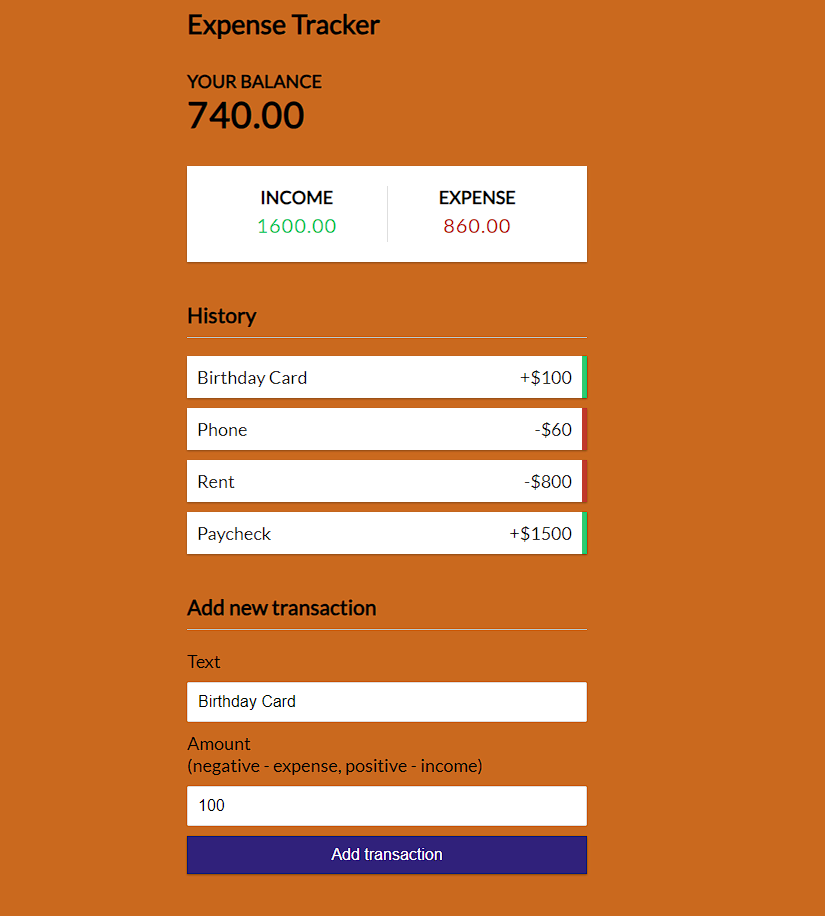 Expense Tracker
YOUR BALANCE
740.00
INCOME EXPENSE
1600.00 860.00
History
Birthday Card +$100
Phone -$60
Rent -$800
Paycheck +$1500
Add new transaction
Text
Birthday Card
Amount
(negative - expense, positive - income)
100
Add transaction